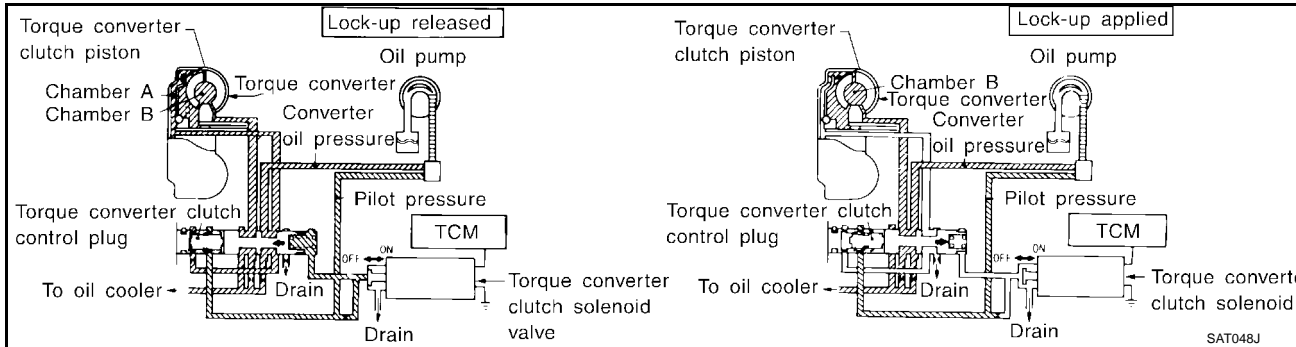 Lock-up released
Torque converter
clutch piston
Oil pump
Chamber A
Chamber B
Torque converter
Converter
oil pressure
Pilot pressure
Torque converter clutch
control plug
TCM
ON
OFF
To oil cooler
Drain
Drain
Torque converter
clutch solenoid
valve
Lock-up applied
Torque converter
clutch piston
Oil pump
Chamber B
Torque converter
Converter
oil pressure
Pilot pressure
Torque converter clutch
control plug
TCM
ON
OFF
To oil cooler
Drain
Drain
Torque converte
clutch solenoid
SAT048J